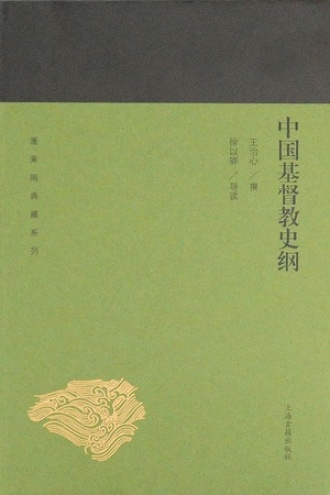 中国基督教史纲
王治心／撰
徐以骅／导读
蓬莱阁典藏系列
上海古籍出版社